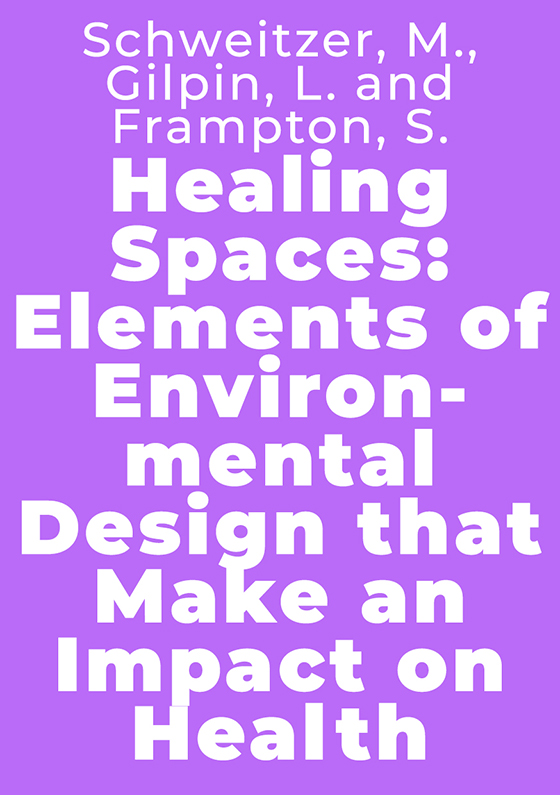 Schweitzer, M.,
Gilpin, L. and
Frampton, S.
Healing
Spaces:
Elements of
Environ-
mental
Design that
Make an
Impact on
Health